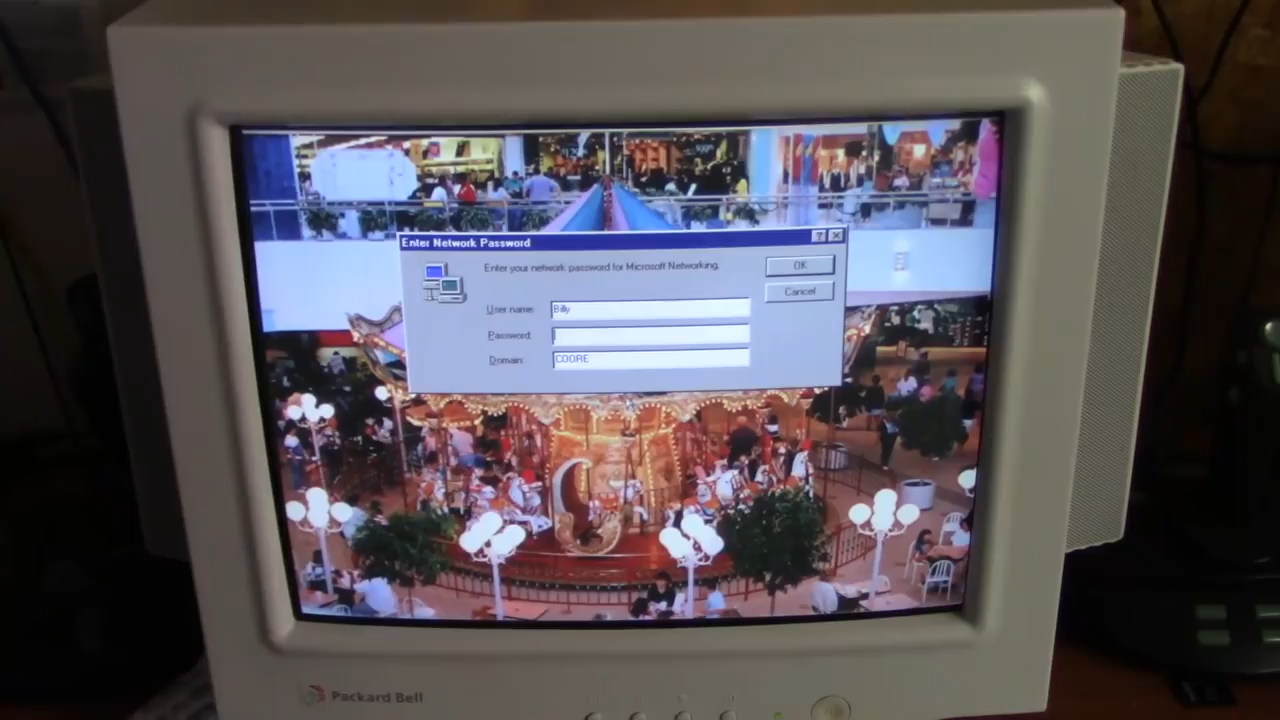 Enter Network Password
Enter your network password for Microsoft Networking.
OK
Cancel
User name: Billy
Password:
Domain: COORE
Packard Bell